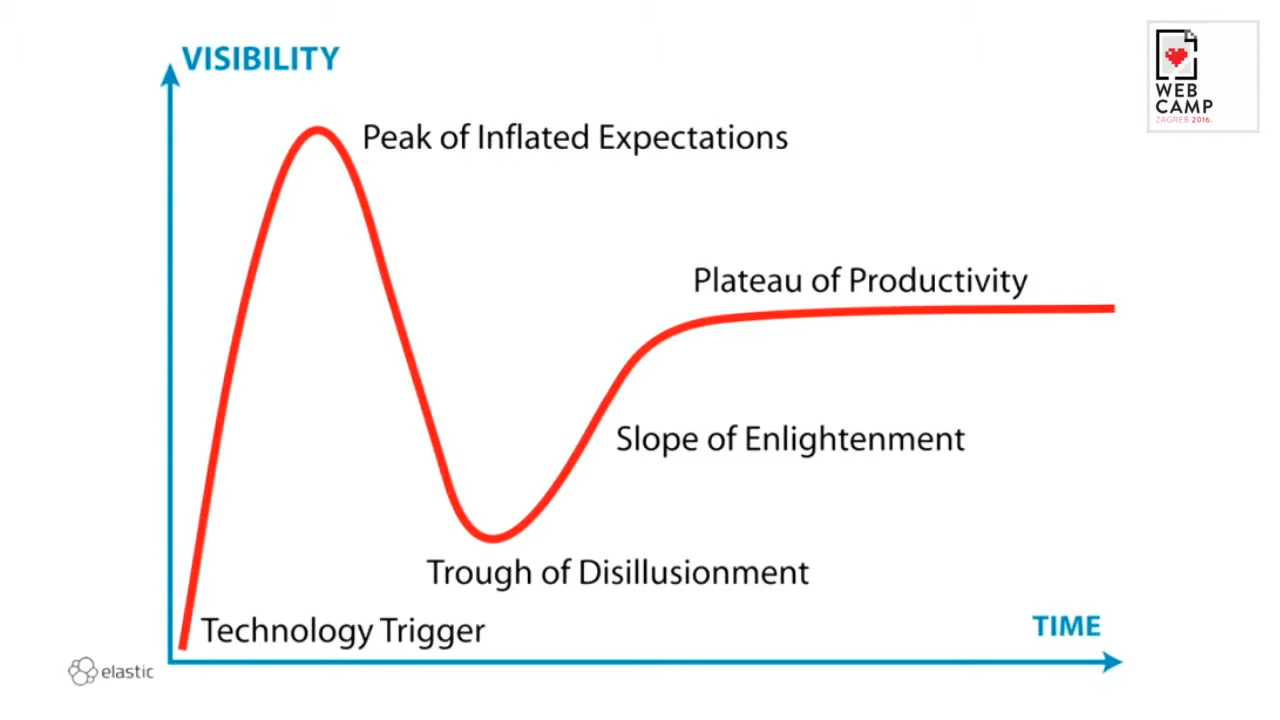 VISIBILITY
WEB
CAMP
ZAGREB 2016.
Peak of Inflated Expectations
Plateau of Productivity
Slope of Enlightenment
Trough of Disillusionment
Technology Trigger
TIME
elastic